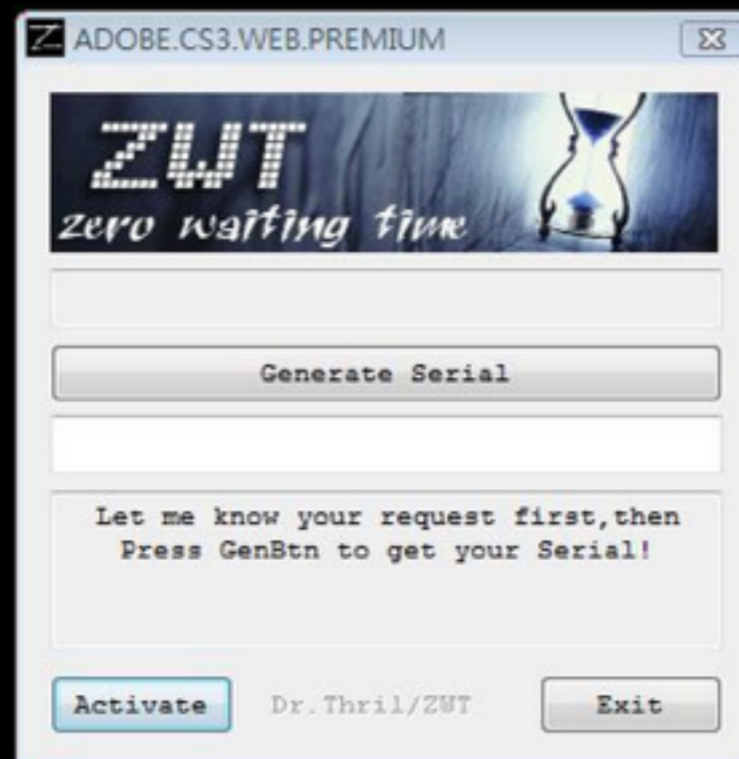 ADOBE.CS3.WEB.PREMIUM
ZWT
zero waiting time
Generate Serial
Let me know your request first,then
Press GenBtn to get your Serial!
Activate Dr.Thril/ZWT Exit